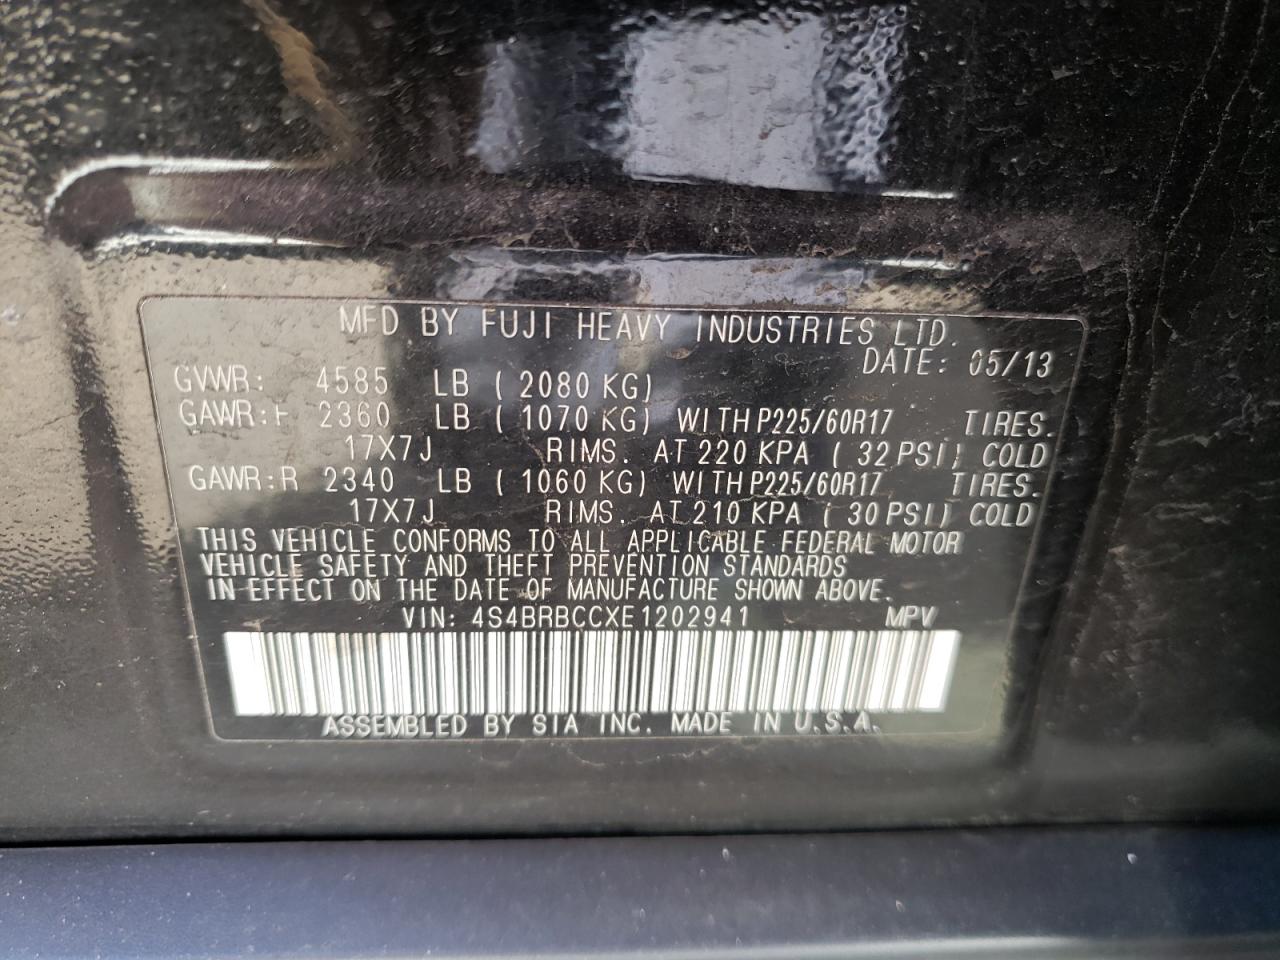 MFD BY FUJI HEAVY INDUSTRIES LTD.
DATE: 05/13
GVWR: 4585 LB ( 2080 KG)
GAWR:F 2360 LB ( 1070 KG) WITH P225/60R17 TIRES.
17X7J RIMS. AT 220 KPA ( 32 PSI) COLD
GAWR:R 2340 LB ( 1060 KG) WITH P225/60R17 TIRES.
17X7J RIMS. AT 210 KPA ( 30 PSI) COLD
THIS VEHICLE CONFORMS TO ALL APPLICABLE FEDERAL MOTOR
VEHICLE SAFETY AND THEFT PREVENTION STANDARDS
IN EFFECT ON THE DATE OF MANUFACTURE SHOWN ABOVE.
VIN: 4S4BRBCCXE1202941 MPV
ASSEMBLED BY SIA INC. MADE IN U.S.A.